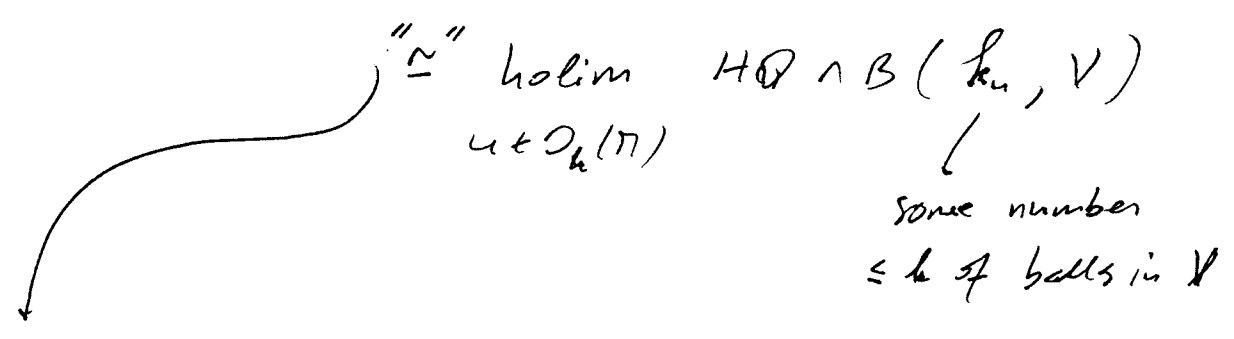 "≃" holim HQ ∧ B(k_u, V)
u ∈ O_k(M)
some number
≤ k of balls in V